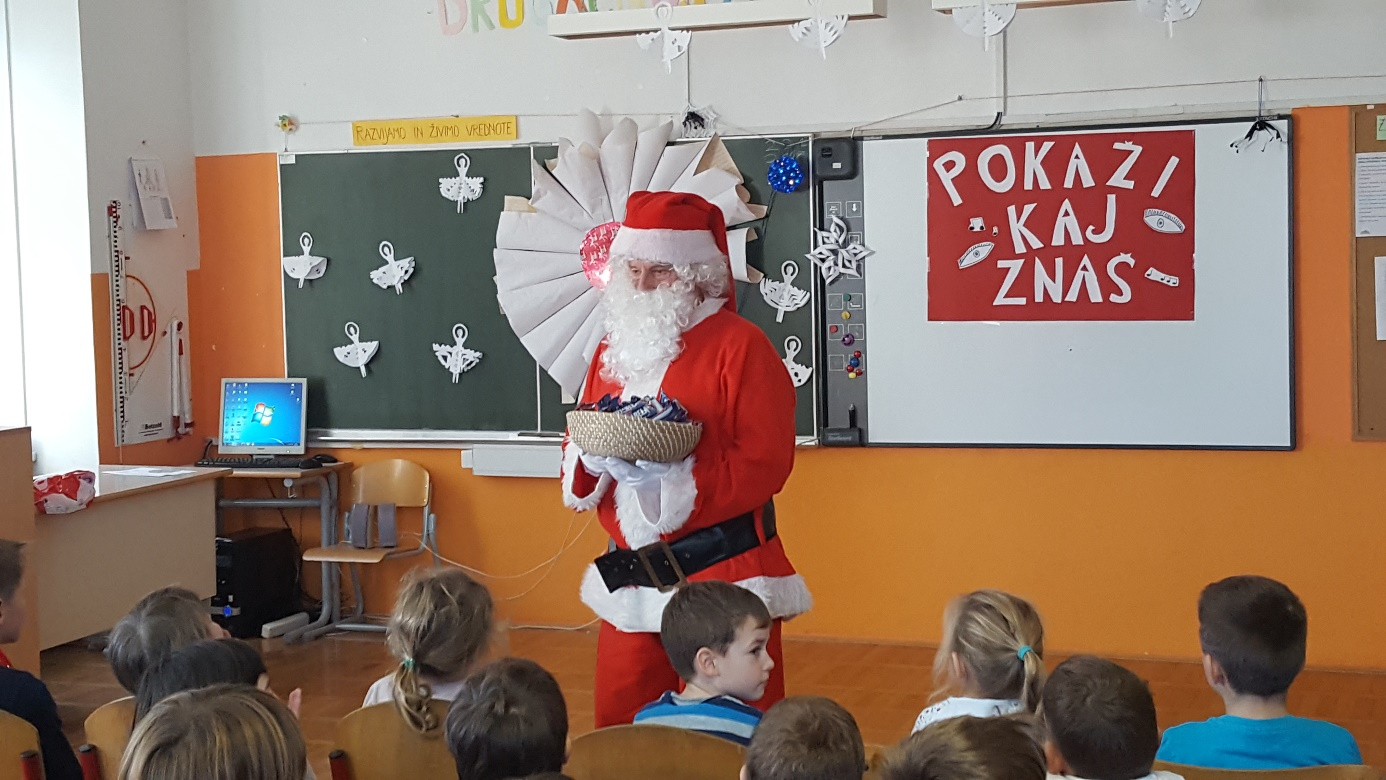 RAZVIJAMO IN ŽIVIMO VREDNOTE
POKAŽI
KAJ
ZNAŠ